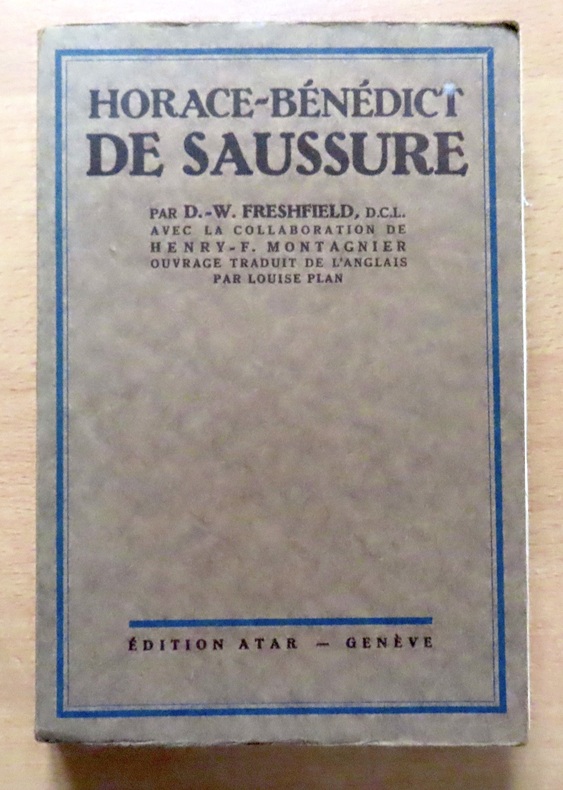 HORACE-BÉNÉDICT
DE SAUSSURE
PAR D.-W. FRESHFIELD, D.C.L.
AVEC LA COLLABORATION DE
HENRY-F. MONTAGNIER
OUVRAGE TRADUIT DE L'ANGLAIS
PAR LOUISE PLAN
ÉDITION ATAR — GENÈVE